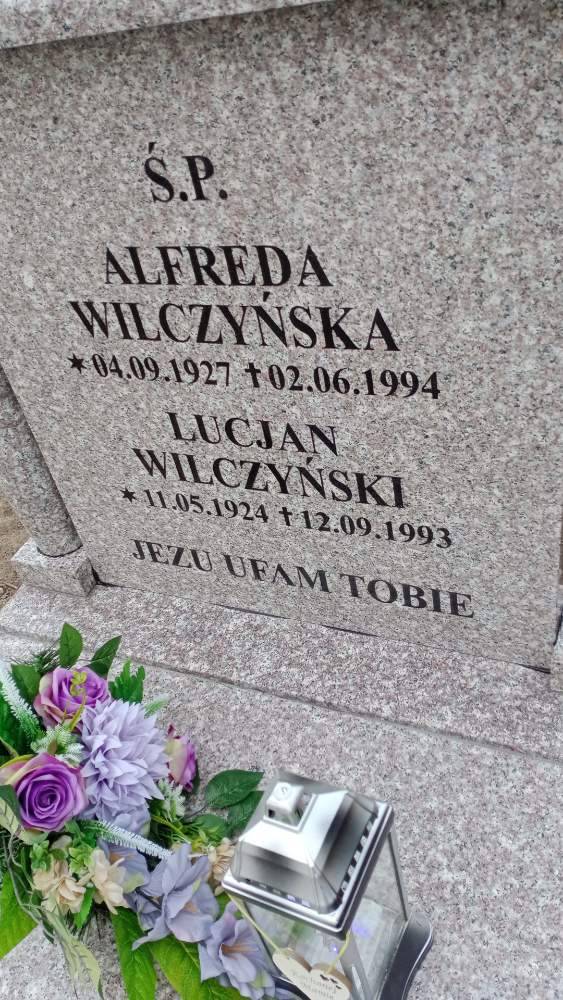 Ś.P.
ALFREDA
WILCZYŃSKA
*04.09.1927 ✝02.06.1994
LUCJAN
WILCZYŃSKI
*11.05.1924 ✝12.09.1993
JEZU UFAM TOBIE